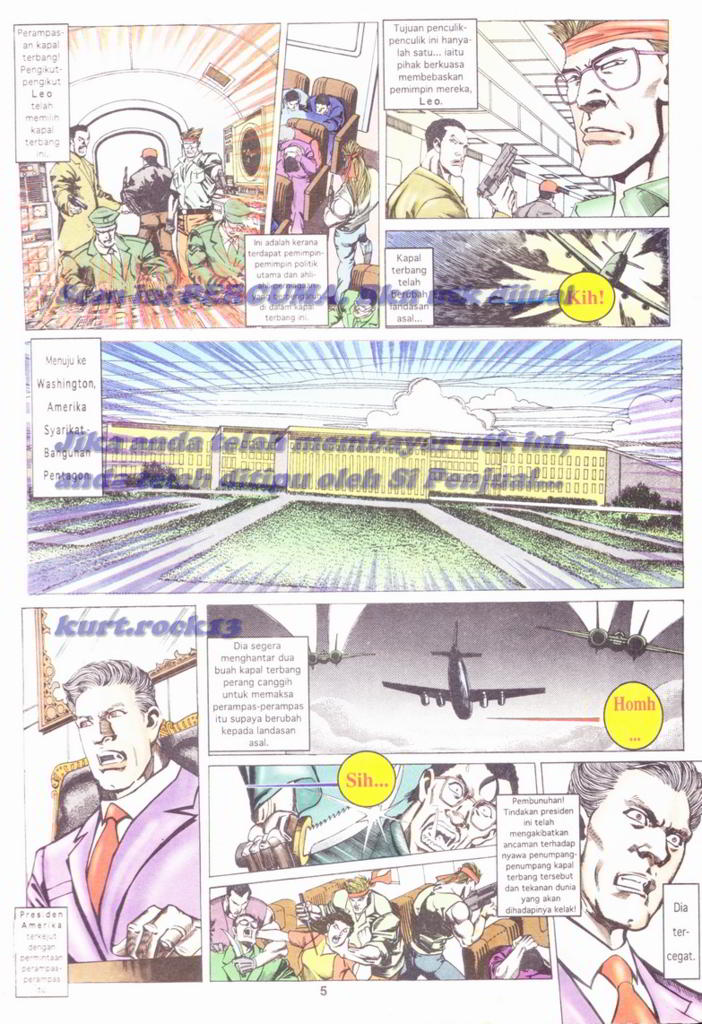 Perampas-
an kapal
terbang!
Pengikut-
pengikut
Leo
telah
memilih
kapal
terbang
ini.
Ini adalah kerana
terdapat pemimpin-
pemimpin politik
utama dan ahli-
di dalam kapal
terbang ini.
Tujuan penculik-
penculik ini hanya-
lah satu... iaitu
pihak berkuasa
membebaskan
pemimpin mereka,
Leo.
Kapal
terbang
telah
berubah
landasan
asal...
Kih!
Scan ini PERCUMA, utk dijual
Menuju ke
Washington,
Amerika
Syarikat.
Bangunan
Pentagon.
Jika anda telah membayar utk ini,
anda telah ditipu oleh Si Penjual...
kurt.rock13
Dia segera
menghantar dua
buah kapal terbang
perang canggih
untuk memaksa
perampas-perampas
itu supaya berubah
kepada landasan
asal.
Homh
...
Presiden
Amerika
terkejut
dengan
permintaan
perampas-
perampas
itu.
Sih...
Pembunuhan!
Tindakan presiden
ini telah
mengakibatkan
ancaman terhadap
nyawa penumpang-
penumpang kapal
terbang tersebut
dan tekanan dunia
yang akan
dihadapinya kelak!
Dia
ter-
cegat.
5